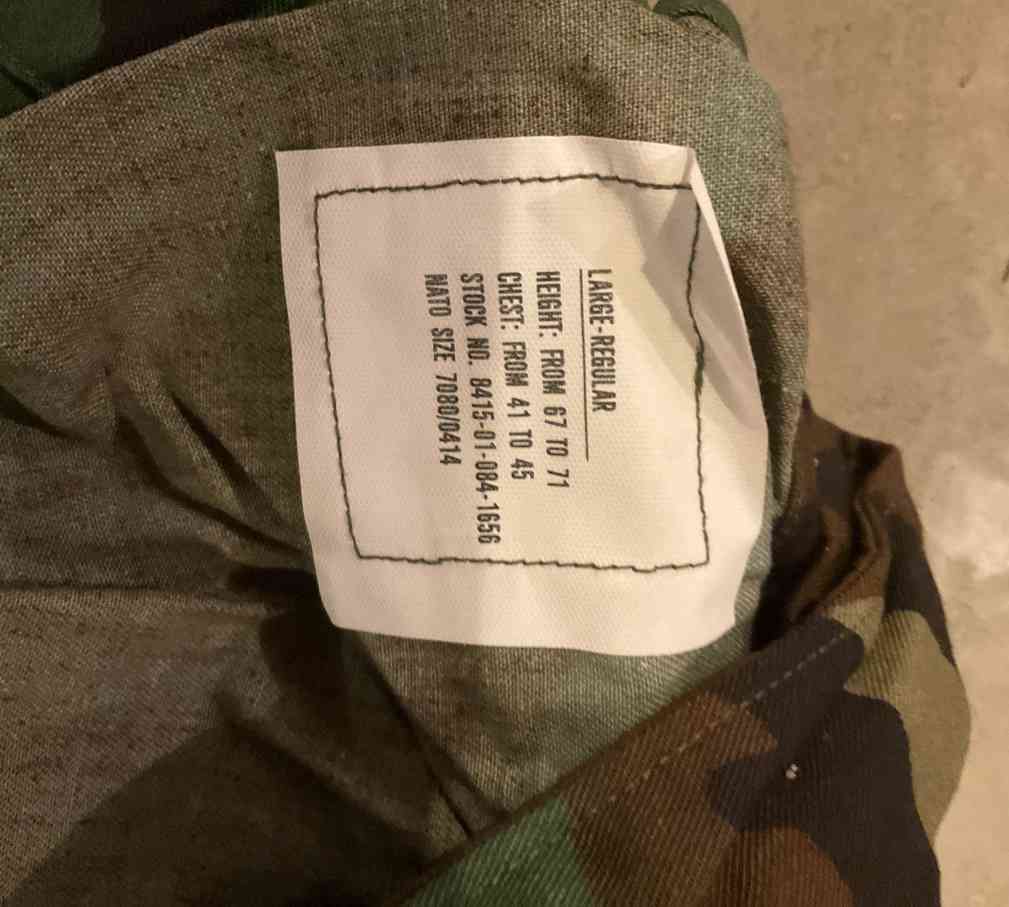 LARGE-REGULAR
HEIGHT: FROM 67 TO 71
CHEST: FROM 41 TO 45
STOCK NO. 8415-01-084-1656
NATO SIZE 7080/0414